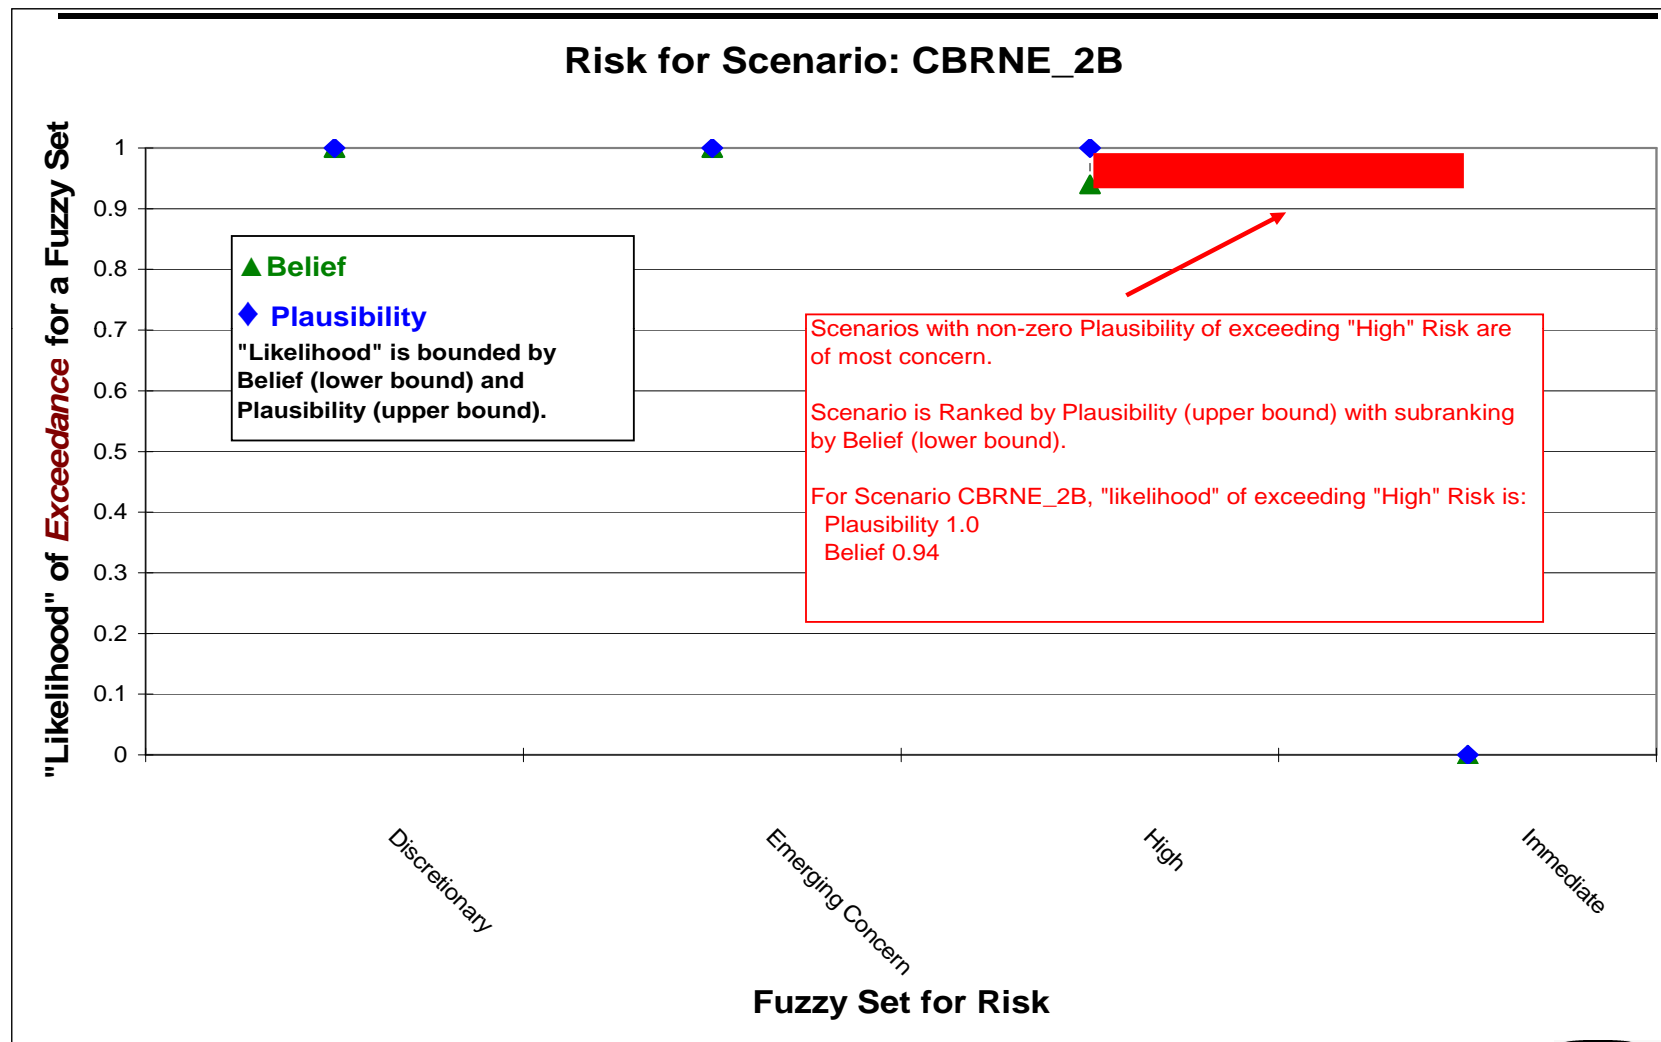 Risk for Scenario: CBRNE_2B
"Likelihood" of Exceedance for a Fuzzy Set
1
0.9
0.8
0.7
0.6
0.5
0.4
0.3
0.2
0.1
0
Belief
Plausibility
"Likelihood" is bounded by
Belief (lower bound) and
Plausibility (upper bound).
Scenarios with non-zero Plausibility of exceeding "High" Risk are
of most concern.
Scenario is Ranked by Plausibility (upper bound) with subranking
by Belief (lower bound).
For Scenario CBRNE_2B, "likelihood" of exceeding "High" Risk is:
Plausibility 1.0
Belief 0.94
Discretionary
Emerging Concern
High
Immediate
Fuzzy Set for Risk